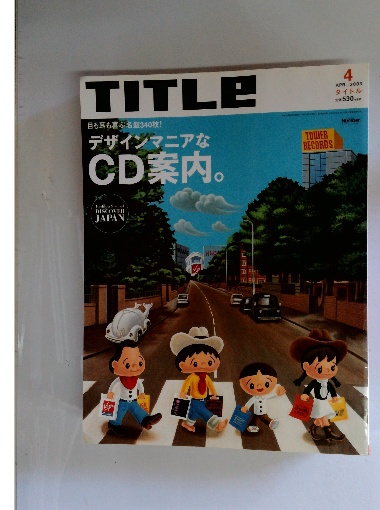 TITLe
4
タイトル
530
目も耳も喜ぶ名盤340枚!
デザインマニアな
CD案内。
TOWER
RECORDS
DISCOVER
JAPAN